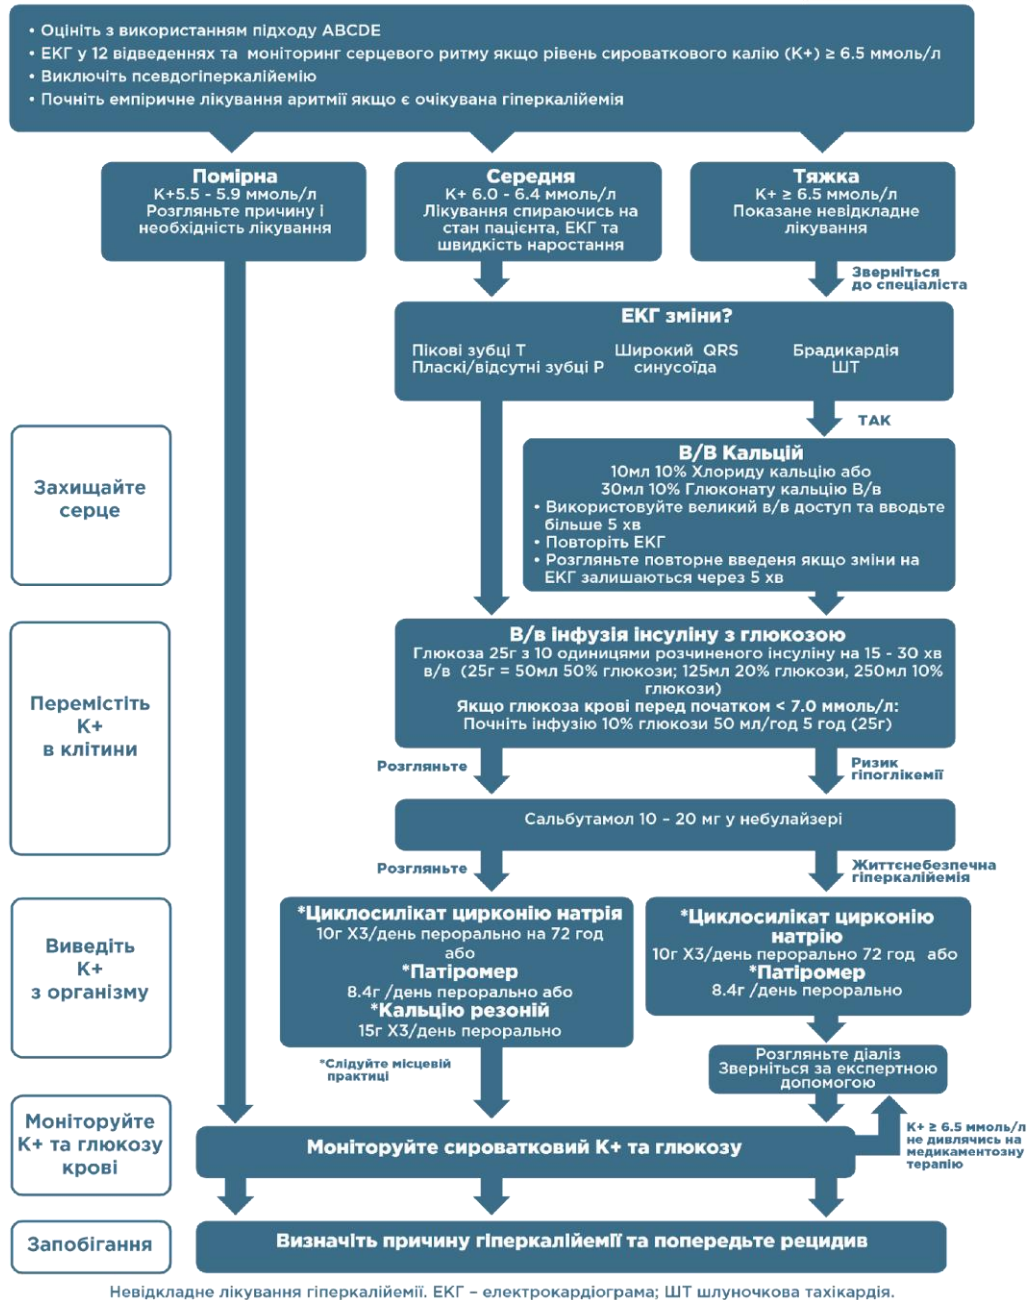 • Оцініть з використанням підходу ABCDE
• ЕКГ у 12 відведеннях та моніторинг серцевого ритму якщо рівень сироваткового калію (К+) ≥ 6.5 ммоль/л
• Виключіть псевдогіперкаліемію
• Почніть емпіричне лікування аритмії якщо є очікувана гіперкалійемія
Помірна
К+5.5 - 5.9 ммоль/л
Розгляньте причину і
необхідність лікування
Середня
К+ 6.0 - 6.4 ммоль/л
Лікування спираючись на
стан пацієнта, ЕКГ та
швидкість наростання
Тяжка
К+ ≥ 6.5 ммоль/л
Показане невідкладне
лікування
Зверніться
до спеціаліста
ЕКГ зміни?
Пікові зубці Т
Пласкі/відсутні зубці Р
Широкий QRS
синусоїда
Брадикардія
ШТ
ТАК
Захищайте
серце
В/В Кальцій
10мл 10% Хлориду кальцію або
30мл 10% Глюконату кальцію В/в
• Використовуйте великий в/в доступ та вводьте
більше 5 хв
• Повторіть ЕКГ
• Розгляньте повторне введеня якщо зміни на
ЕКГ залишаються через 5 хв
Перемістіть
К+
в клітини
В/в інфузія інсуліну з глюкозою
Глюкоза 25г з 10 одиницями розчиненого інсуліну на 15 - 30 хв
в/в (25г = 50мл 50% глюкози; 125мл 20% глюкози, 250мл 10%
глюкози)
Якщо глюкоза крові перед початком < 7.0 ммоль/л:
Почніть інфузію 10% глюкози 50 мл/год 5 год (25г)
Розгляньте
Ризик
гіпоглікемії
Сальбутамол 10 – 20 мг у небулайзері
Розгляньте
Життєнебезпечна
гіперкалійемія
Виведіть
К+
з організму
*Циклосилікат цирконію натрія
10г Х3/день перорально на 72 год
або
*Патіромер
8.4г /день перорально або
*Кальцію резоній
15г Х3/день перорально
*Циклосилікат цирконію
натрію
10г Х3/день перорально 72 год або
*Патіромер
8.4г /день перорально
*Слідуйте місцевій
практиці
Розгляньте діаліз
Зверніться за експертною
допомогою
Моніторуйте
К+ та глюкозу
крові
Моніторуйте сироватковий К+ та глюкозу
К+ ≥ 6.5 ммоль/л
не дивлячись на
медикаментозну
терапію
Запобігання
Визначіть причину гіперкалійемії та попередьте рецидив
Невідкладне лікування гіперкалійемії. ЕКГ – електрокардіограма; ШТ шлуночкова тахікардія.